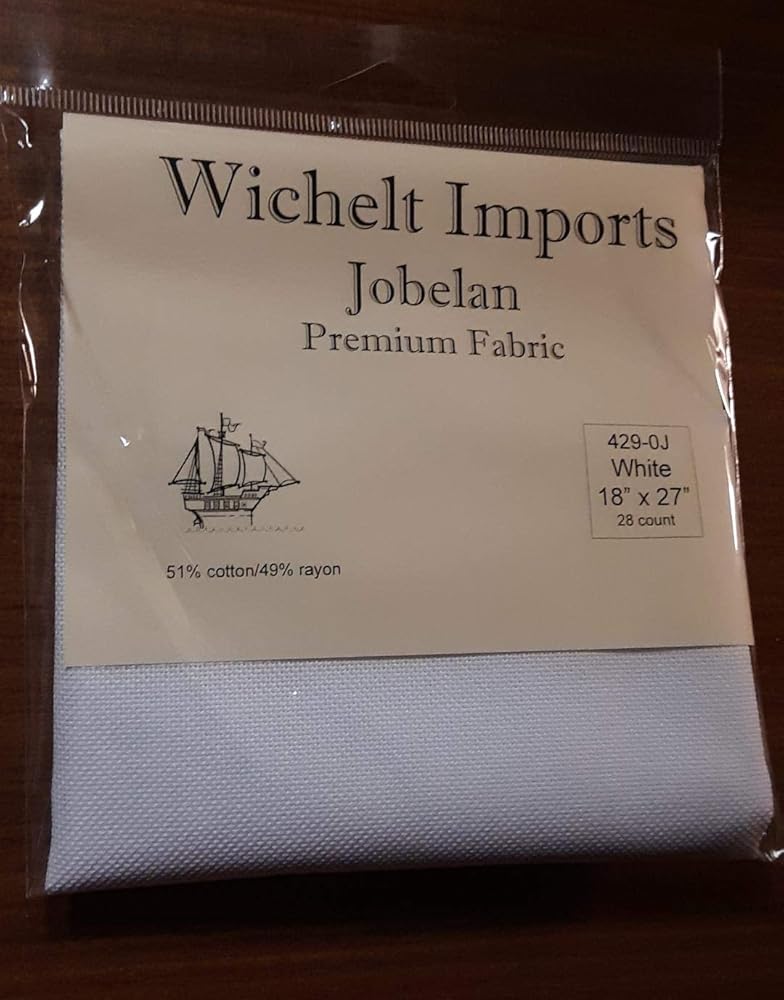 Wichelt Imports
Jobelan
Premium Fabric
429-0J
White
18” x 27”
28 count
51% cotton/49% rayon